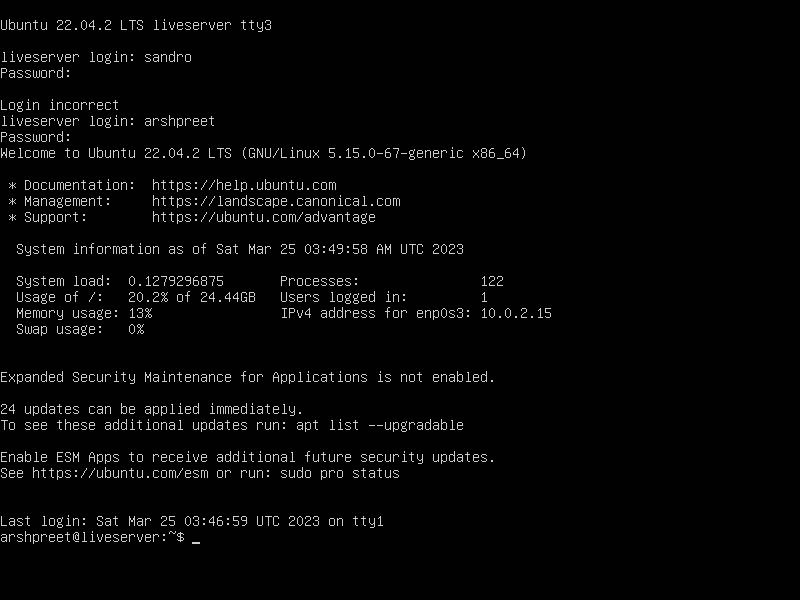 Ubuntu 22.04.2 LTS liveserver tty3
liveserver login: sandro
Password:
Login incorrect
liveserver login: arshpreet
Password:
Welcome to Ubuntu 22.04.2 LTS (GNU/Linux 5.15.0-67-generic x86_64)
* Documentation:  https://help.ubuntu.com
* Management:     https://landscape.canonical.com
* Support:        https://ubuntu.com/advantage
System information as of Sat Mar 25 03:49:58 AM UTC 2023
System load:  0.1279296875       Processes:               122
Usage of /:   20.2% of 24.44GB   Users logged in:         1
Memory usage: 13%                IPv4 address for enp0s3: 10.0.2.15
Swap usage:   0%
Expanded Security Maintenance for Applications is not enabled.
24 updates can be applied immediately.
To see these additional updates run: apt list --upgradable
Enable ESM Apps to receive additional future security updates.
See https://ubuntu.com/esm or run: sudo pro status
Last login: Sat Mar 25 03:46:59 UTC 2023 on tty1
arshpreet@liveserver:~$ _